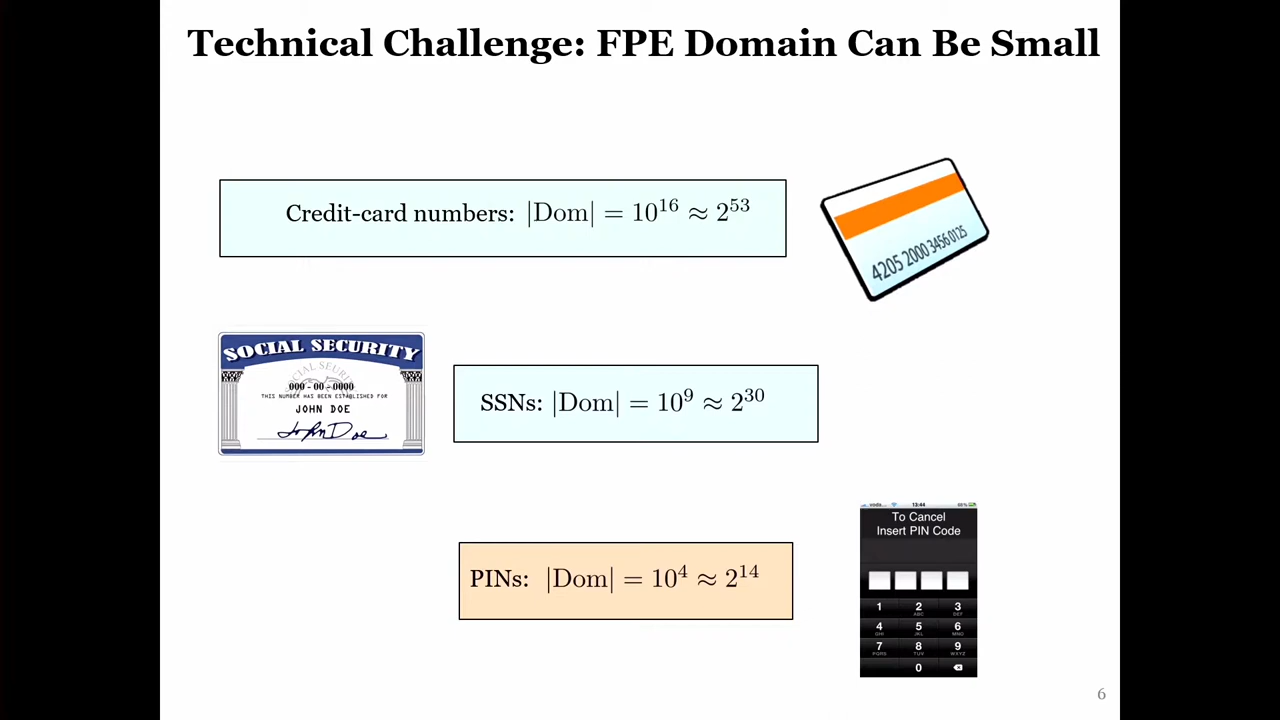 Technical Challenge: FPE Domain Can Be Small
Credit-card numbers: |Dom| = 10^16 ≈ 2^53
4205 2000 3456 0125
SOCIAL SECURITY
000-00-0000
THIS NUMBER HAS BEEN ESTABLISHED FOR
JOHN DOE
John Doe
SSNs: |Dom| = 10^9 ≈ 2^30
13:44
To Cancel
Insert PIN Code
PINs: |Dom| = 10^4 ≈ 2^14
1 2 3
ABC DEF
4 5 6
GHI JKL MNO
7 8 9
PQRS TUV WXYZ
0
6